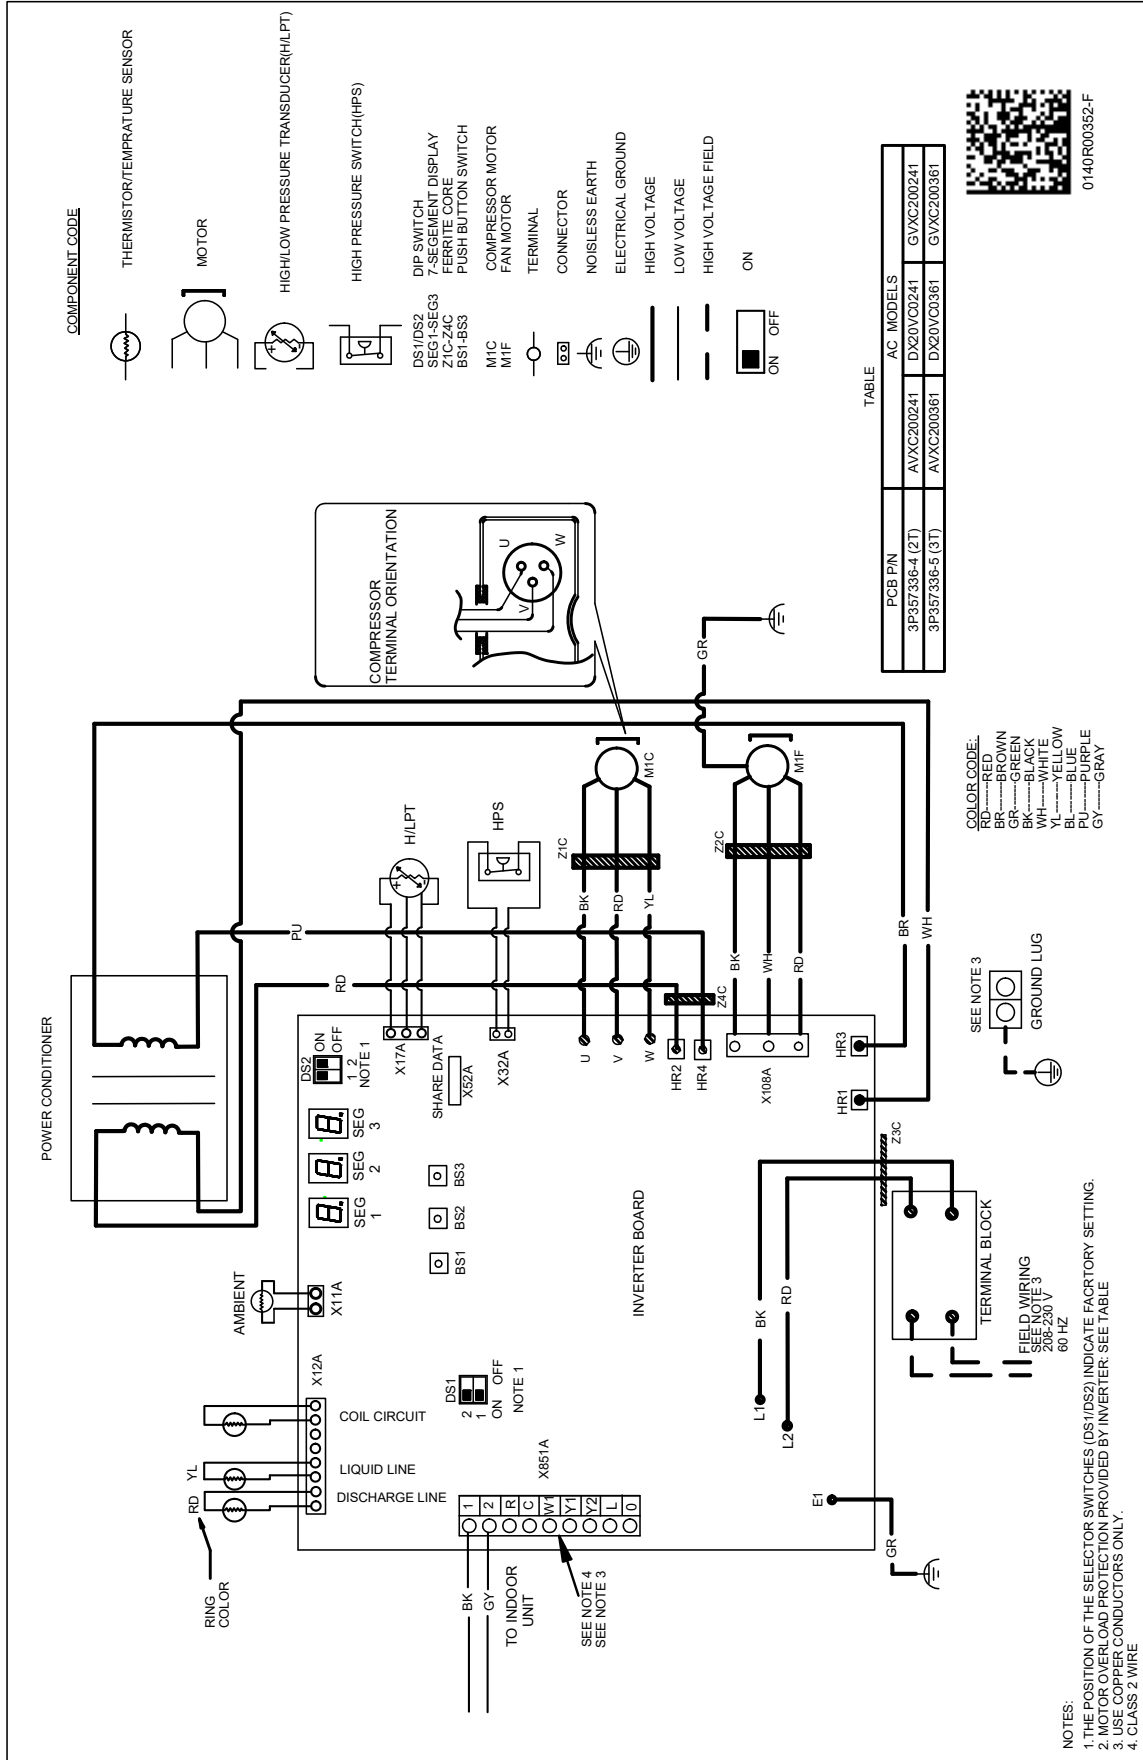 POWER CONDITIONER
RING
COLOR
RD
YL
AMBIENT
X12A
X11A
COIL CIRCUIT
LIQUID LINE
DISCHARGE LINE
SEG
1
SEG
2
SEG
3
DS2
ON
OFF
1 2
NOTE 1
BS1
BS2
BS3
SHARE DATA
X52A
X17A
X32A
H/LPT
HPS
PU
RD
DS1
2
1
ON
OFF
NOTE 1
X851A
1
2
R
C
W1
Y1
Y2
L
0
BK
GY
TO INDOOR
UNIT
SEE NOTE 4
SEE NOTE 3
INVERTER BOARD
U
V
W
BK
RD
YL
Z1C
M1C
HR2
HR4
Z4C
X108A
BK
WH
RD
Z2C
M1F
GR
HR1
HR3
BR
WH
L1
L2
BK
RD
Z3C
E1
GR
TERMINAL BLOCK
FIELD WIRING
SEE NOTE 3
208-230 V
60 HZ
SEE NOTE 3
GROUND LUG
COMPRESSOR
TERMINAL ORIENTATION
U
V
W
COMPONENT CODE
THERMISTOR/TEMPRATURE SENSOR
MOTOR
HIGH/LOW PRESSURE TRANSDUCER(H/LPT)
HIGH PRESSURE SWITCH(HPS)
DS1/DS2 DIP SWITCH
SEG1-SEG3 7-SEGEMENT DISPLAY
Z1C-Z4C FERRITE CORE
BS1-BS3 PUSH BUTTON SWITCH
M1C COMPRESSOR MOTOR
M1F FAN MOTOR
TERMINAL
CONNECTOR
NOISLESS EARTH
ELECTRICAL GROUND
HIGH VOLTAGE
LOW VOLTAGE
HIGH VOLTAGE FIELD
ON OFF ON
COLOR CODE:
RD------RED
BR------BROWN
GR------GREEN
BK------BLACK
WH------WHITE
YL------YELLOW
BL------BLUE
PU------PURPLE
GY------GRAY
TABLE
PCB P/N AC MODELS
3P357336-4 (2T) AVXC200241 DX20VC0241 GVXC200241
3P357336-5 (3T) AVXC200361 DX20VC0361 GVXC200361
NOTES:
1. THE POSITION OF THE SELECTOR SWITCHES (DS1/DS2) INDICATE FACRTORY SETTING.
2. MOTOR OVERLOAD PROTECTION PROVIDED BY INVERTER: SEE TABLE
3. USE COPPER CONDUCTORS ONLY.
4. CLASS 2 WIRE
0140R00352-F